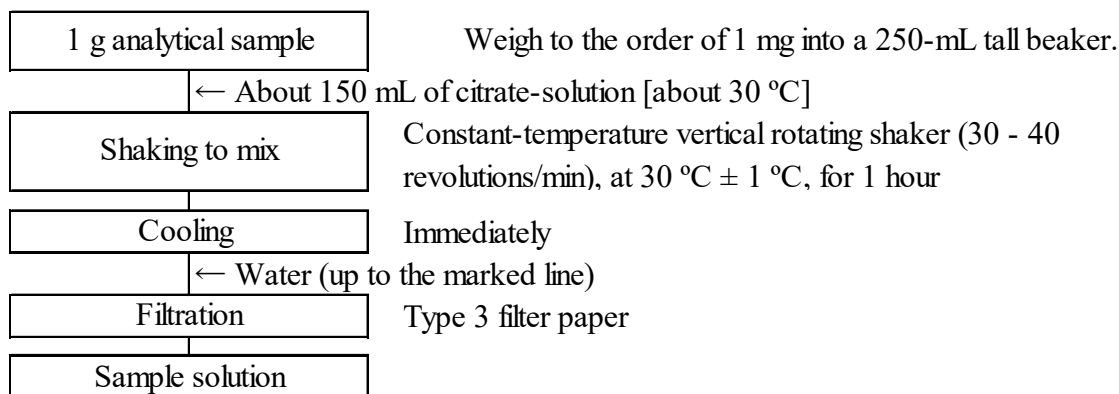 1 g analytical sample Weigh to the order of 1 mg into a 250-mL tall beaker.
← About 150 mL of citrate-solution [about 30 ºC]
Shaking to mix
Constant-temperature vertical rotating shaker (30 - 40
revolutions/min), at 30 ºC ± 1 ºC, for 1 hour
Cooling Immediately
← Water (up to the marked line)
Filtration Type 3 filter paper
Sample solution